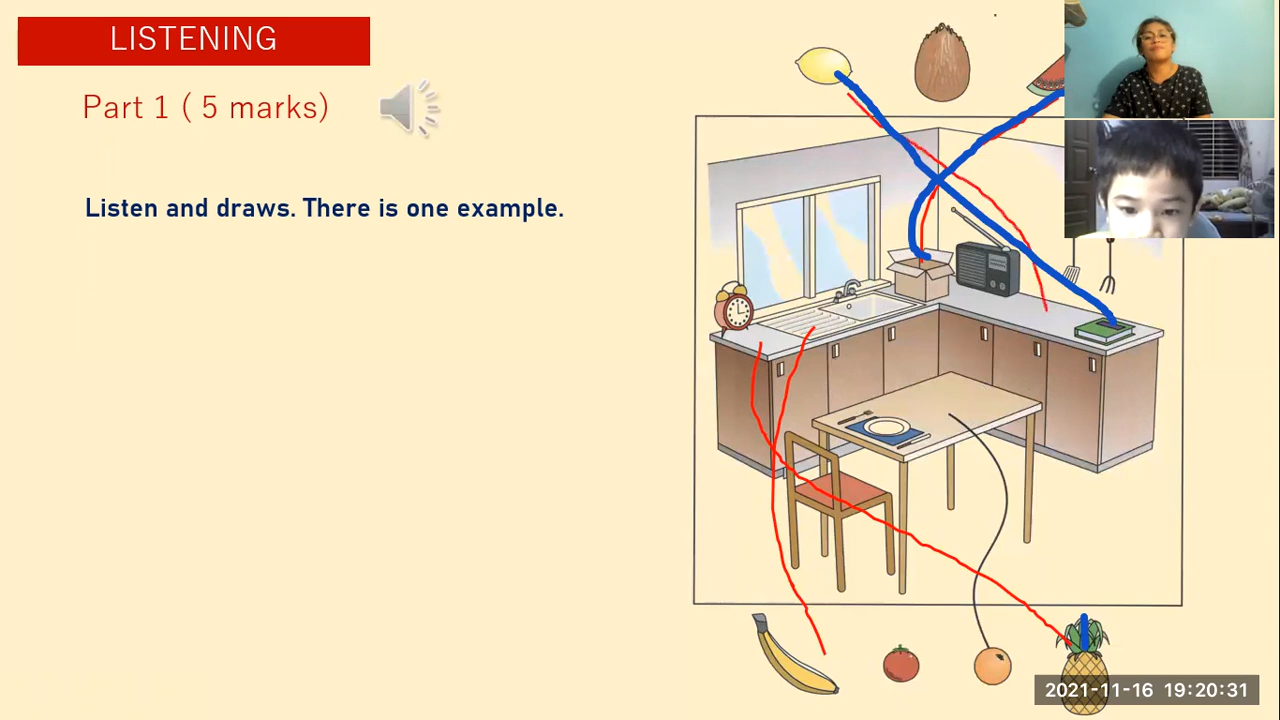 LISTENING
Part 1 ( 5 marks)
Listen and draws. There is one example.
2021-11-16 19:20:31